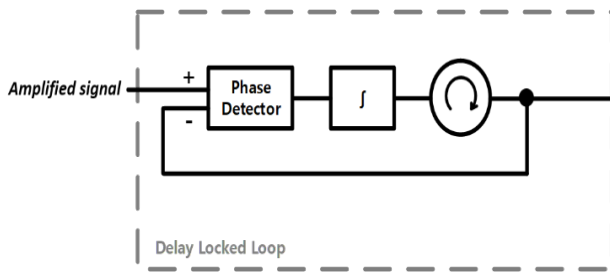 Amplified signal
+
-
Phase
Detector
∫
Delay Locked Loop